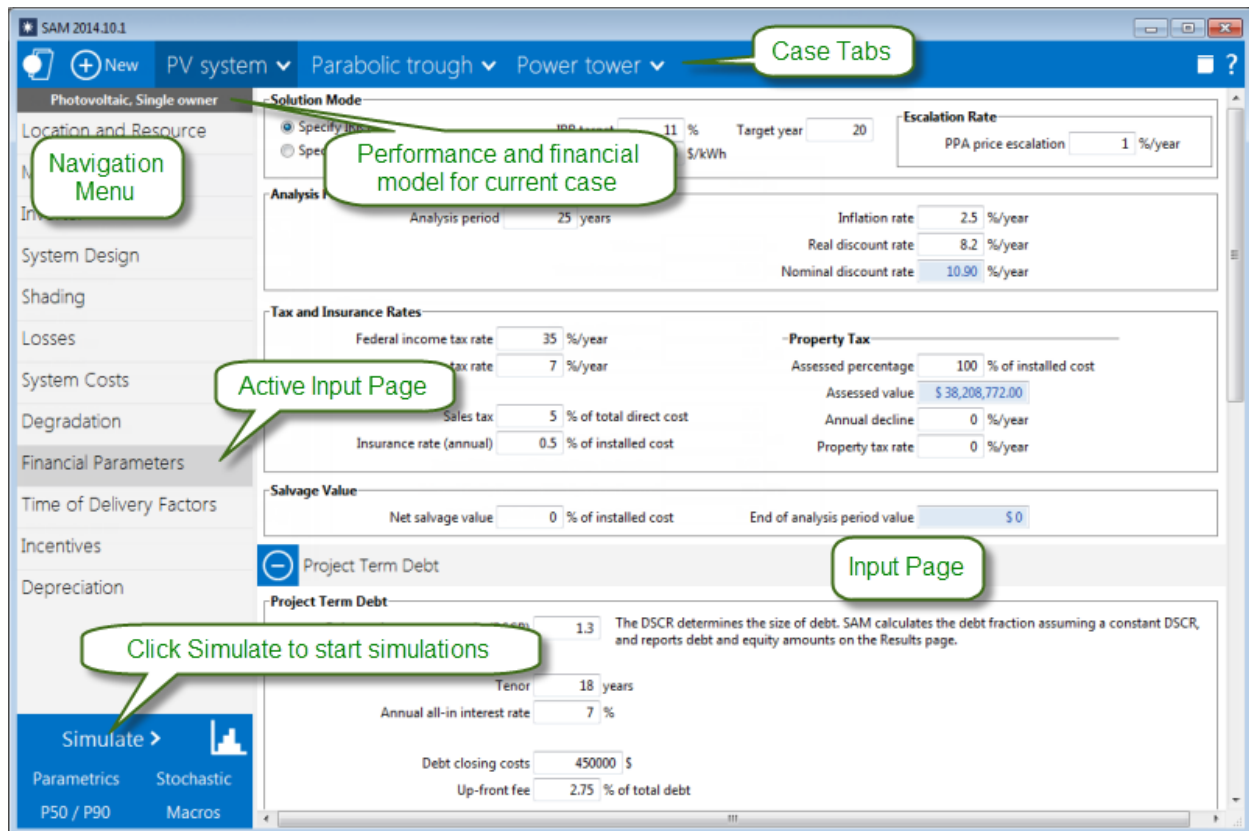 SAM 2014.10.1
New PV system Parabolic trough Power tower ?
Case Tabs
Photovoltaic, Single owner
Location and Resource
Navigation
Menu
System Design
Shading
Losses
System Costs
Degradation
Financial Parameters
Time of Delivery Factors
Incentives
Depreciation
Active Input Page
Click Simulate to start simulations
Simulate >
Parametrics Stochastic
P50 / P90 Macros
Performance and financial
model for current case
Solution Mode
Specify IRR target 11 % Target year 20
$/kWh
Escalation Rate
PPA price escalation 1 %/year
Analysis
Analysis period 25 years Inflation rate 2.5 %/year
Real discount rate 8.2 %/year
Nominal discount rate 10.90 %/year
Tax and Insurance Rates
Federal income tax rate 35 %/year
tax rate 7 %/year
Sales tax 5 % of total direct cost
Insurance rate (annual) 0.5 % of installed cost
Property Tax
Assessed percentage 100 % of installed cost
Assessed value $ 38,208,772.00
Annual decline 0 %/year
Property tax rate 0 %/year
Salvage Value
Net salvage value 0 % of installed cost End of analysis period value $ 0
Project Term Debt
Input Page
Project Term Debt
1.3 The DSCR determines the size of debt. SAM calculates the debt fraction assuming a constant DSCR,
and reports debt and equity amounts on the Results page.
Tenor 18 years
Annual all-in interest rate 7 %
Debt closing costs 450000 $
Up-front fee 2.75 % of total debt